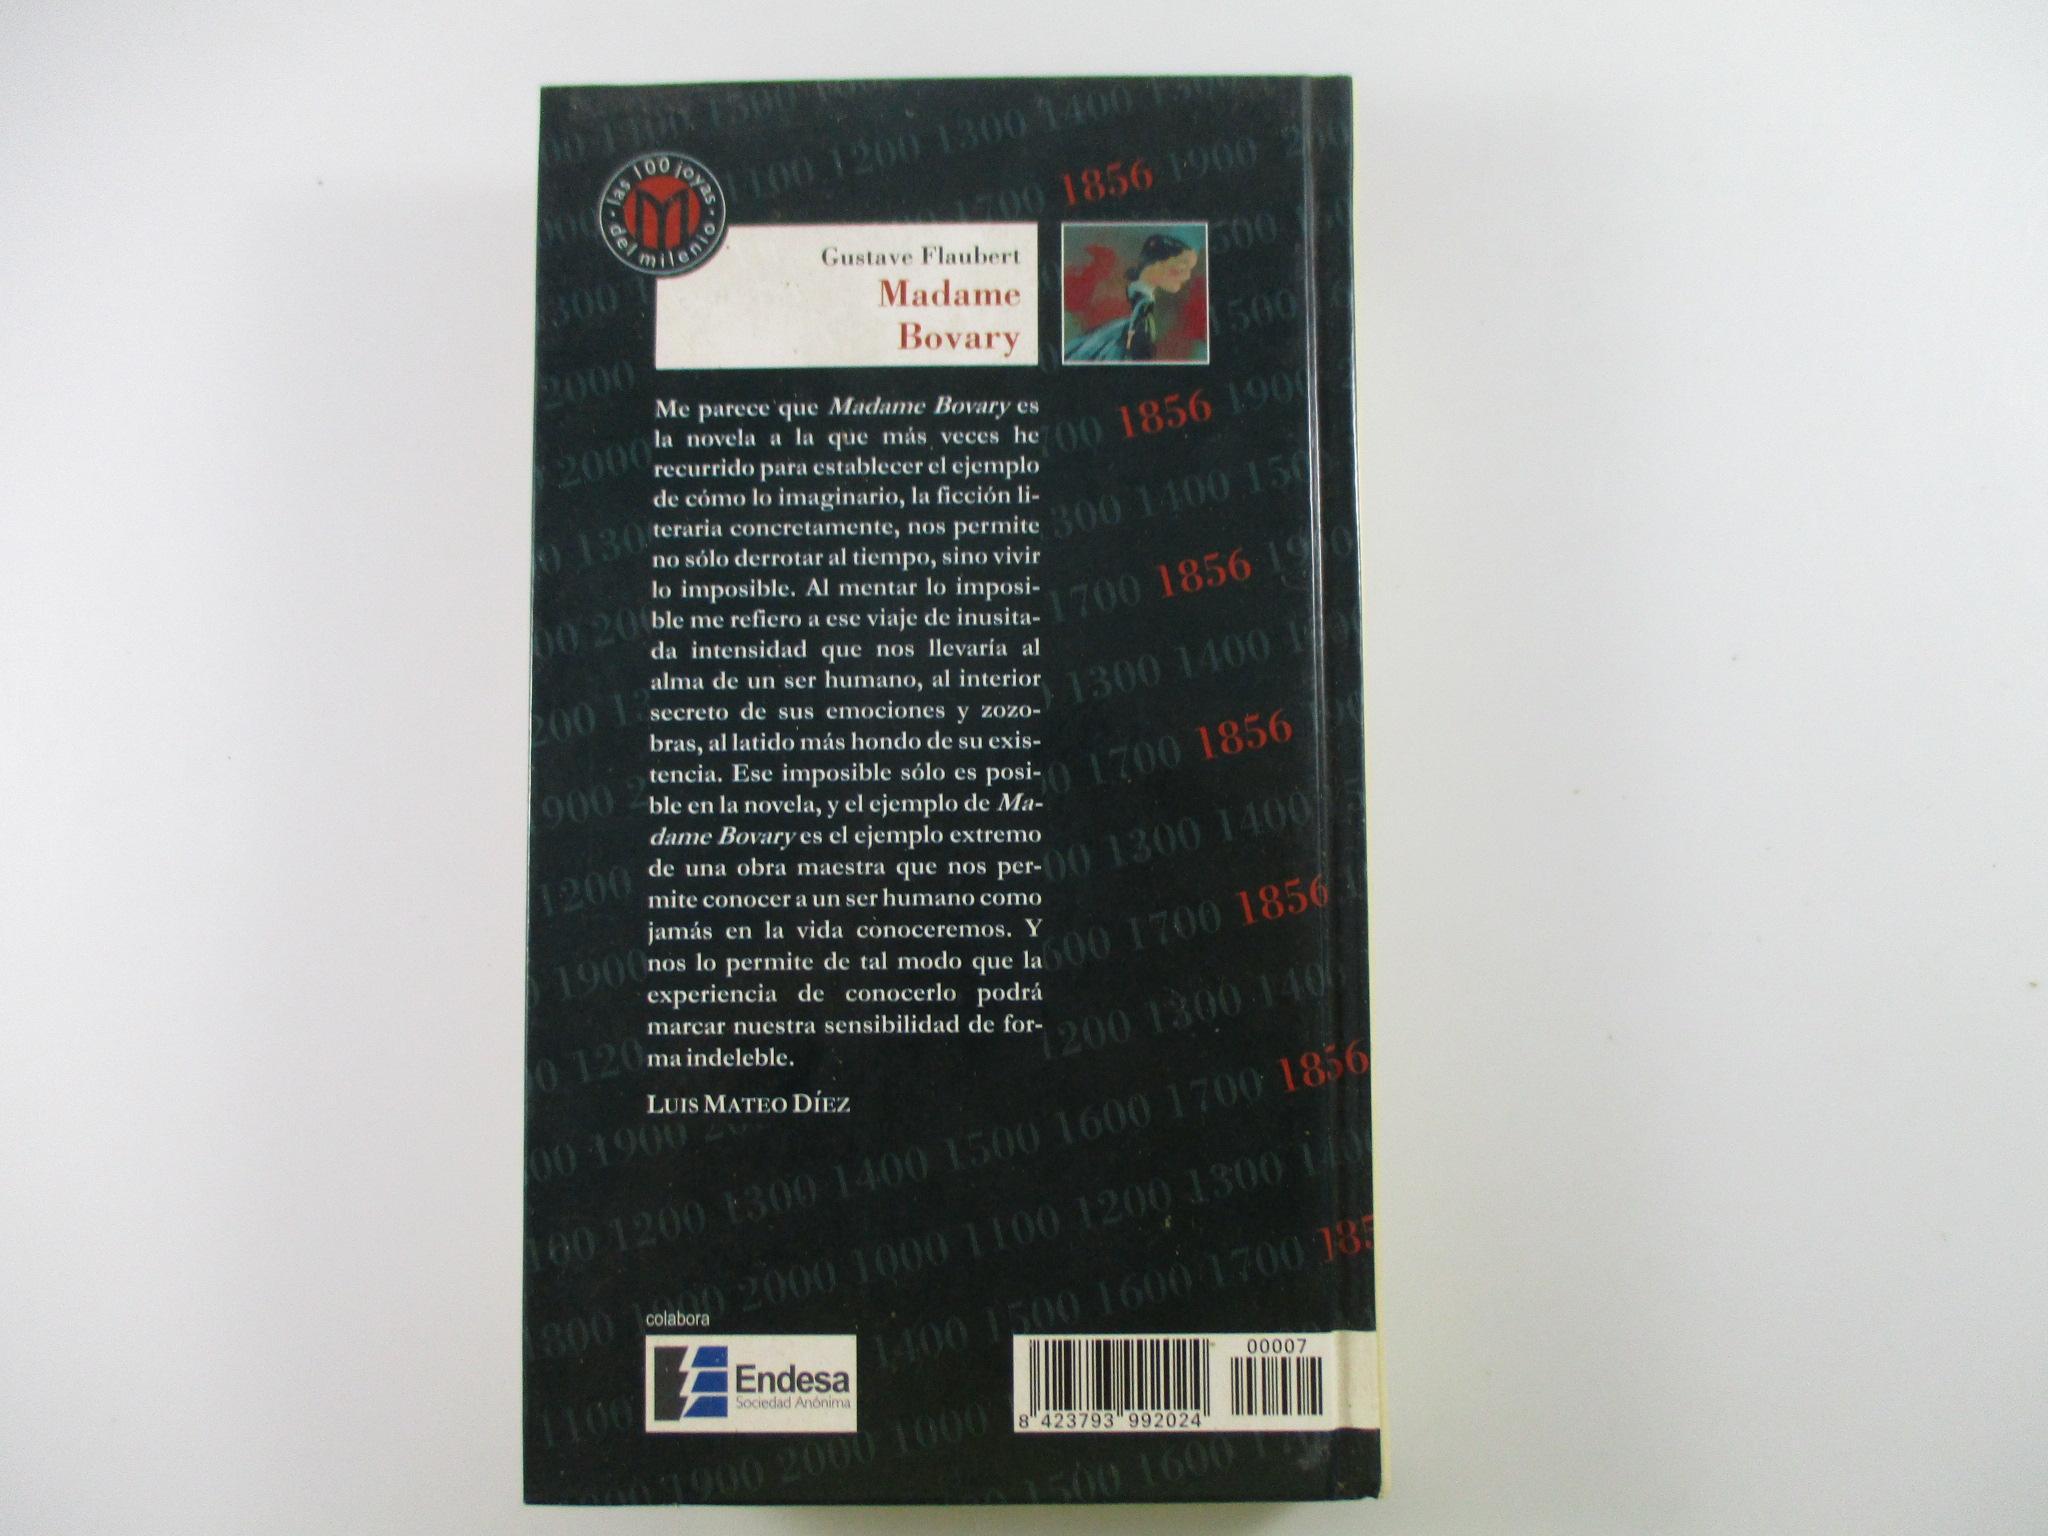 las 100 joyas
del milenio
M
1856
Gustave Flaubert
Madame
Bovary
Me parece que Madame Bovary es
la novela a la que más veces he
recurrido para establecer el ejemplo
de cómo lo imaginario, la ficción li-
teraria concretamente, nos permite
no sólo derrotar al tiempo, sino vivir
lo imposible. Al mentar lo imposi-
ble me refiero a ese viaje de inusita-
da intensidad que nos llevaría al
alma de un ser humano, al interior
secreto de sus emociones y zozo-
bras, al latido más hondo de su exis-
tencia. Ese imposible sólo es posi-
ble en la novela, y el ejemplo de Ma-
dame Bovary es el ejemplo extremo
de una obra maestra que nos per-
mite conocer a un ser humano como
jamás en la vida conoceremos. Y
nos lo permite de tal modo que la
experiencia de conocerlo podrá
marcar nuestra sensibilidad de for-
ma indeleble.
LUIS MATEO DÍEZ
1856
1856
1856
1856
1856
colabora
Endesa
Sociedad Anónima
00007
8 423793 992024